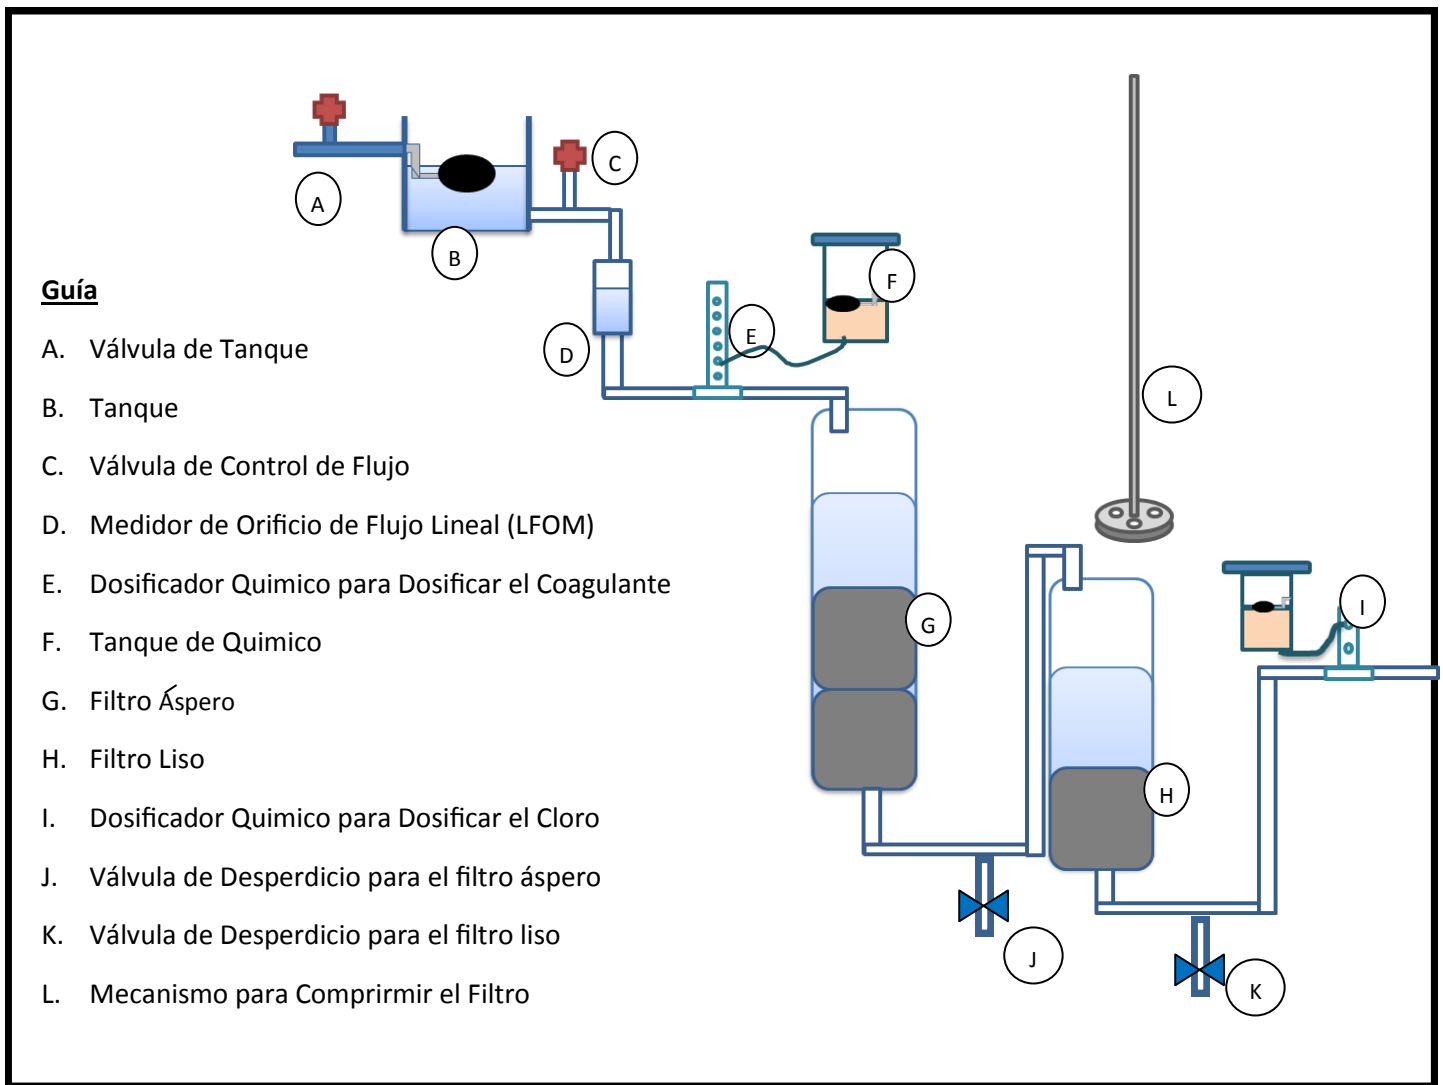 Guía
A. Válvula de Tanque
B. Tanque
C. Válvula de Control de Flujo
D. Medidor de Orificio de Flujo Lineal (LFOM)
E. Dosificador Quimico para Dosificar el Coagulante
F. Tanque de Quimico
G. Filtro Áspero
H. Filtro Liso
I. Dosificador Quimico para Dosificar el Cloro
J. Válvula de Desperdicio para el filtro áspero
K. Válvula de Desperdicio para el filtro liso
L. Mecanismo para Comprirmir el Filtro
A
B
C
D
E
F
G
H
I
J
K
L